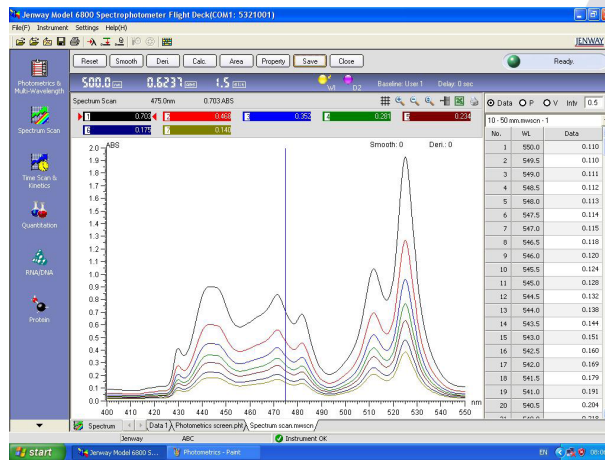 Jenway Model 6800 Spectrophotometer Flight Deck(COM1: 5321001)
File(F) Instrument Settings Help(H)
JENWAY
Photometrics & Multi-Wavelength
Spectrum Scan
Time Scan & Kinetics
Quantitation
RNA/DNA
Protein
Reset Smooth Deri. Calc. Area Property Save Close Ready.
500.0 nm 0.6237 1.5 WI D2 Baseline: User 1 Delay: 0 sec
Spectrum Scan 475.0nm 0.703 ABS
1 0.703 2 0.468 3 0.352 4 0.281 5 0.234
6 0.175 7 0.140
ABS Smooth: 0 Deri.: 0
2.0
1.9
1.8
1.7
1.6
1.5
1.4
1.3
1.2
1.1
1.0
0.9
0.8
0.7
0.6
0.5
0.4
0.3
0.2
0.1
0.0
400 410 420 430 440 450 460 470 480 490 500 510 520 530 540 550 nm
Data P V Intv 0.5
10 - 50 mm.mwscn - 1
No. WL Data
1 550.0 0.110
2 549.5 0.110
3 549.0 0.111
4 548.5 0.112
5 548.0 0.113
6 547.5 0.114
7 547.0 0.115
8 546.5 0.118
9 546.0 0.120
10 545.5 0.124
11 545.0 0.128
12 544.5 0.132
13 544.0 0.138
14 543.5 0.144
15 543.0 0.151
16 542.5 0.160
17 542.0 0.169
18 541.5 0.179
19 541.0 0.191
20 540.5 0.204
Spectrum Data 1 Photometrics screen.pht Spectrum scan.mwscn
Jenway ABC Instrument OK
start Jenway Model 6800 S... Photometrics - Paint EN